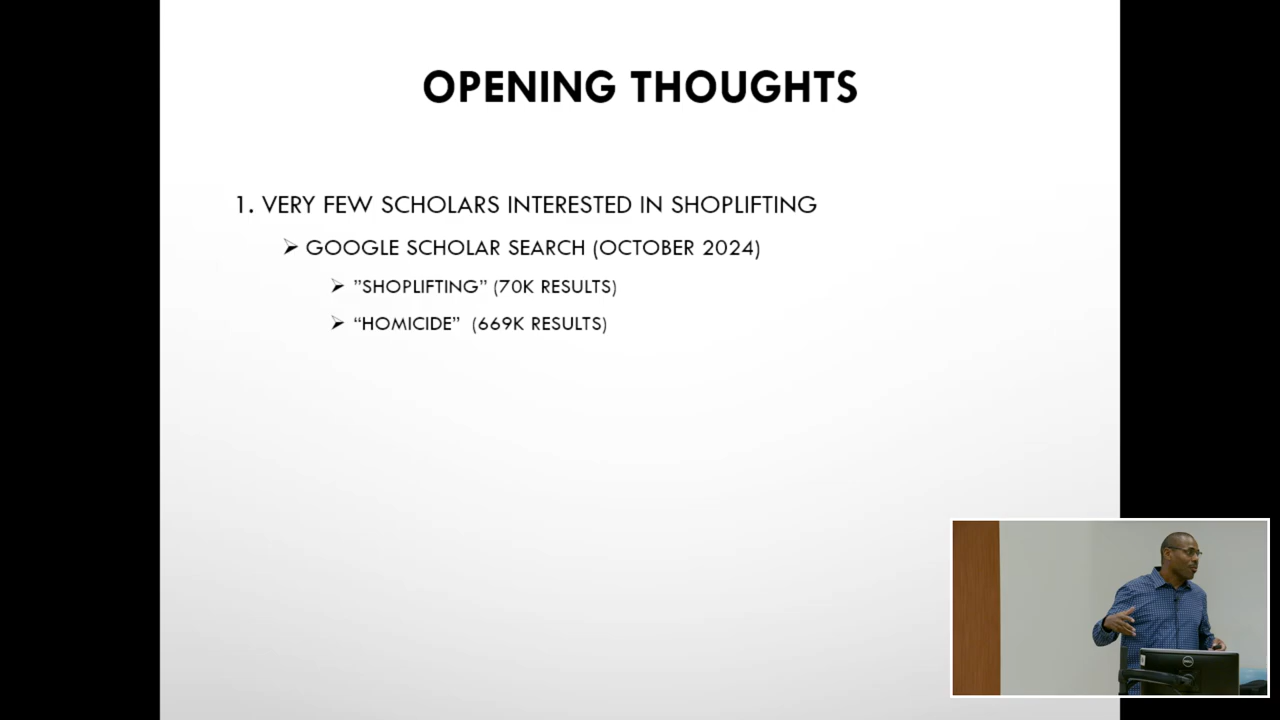 OPENING THOUGHTS
1. VERY FEW SCHOLARS INTERESTED IN SHOPLIFTING
➢ GOOGLE SCHOLAR SEARCH (OCTOBER 2024)
➢ ”SHOPLIFTING” (70K RESULTS)
➢ “HOMICIDE” (669K RESULTS)
DELL